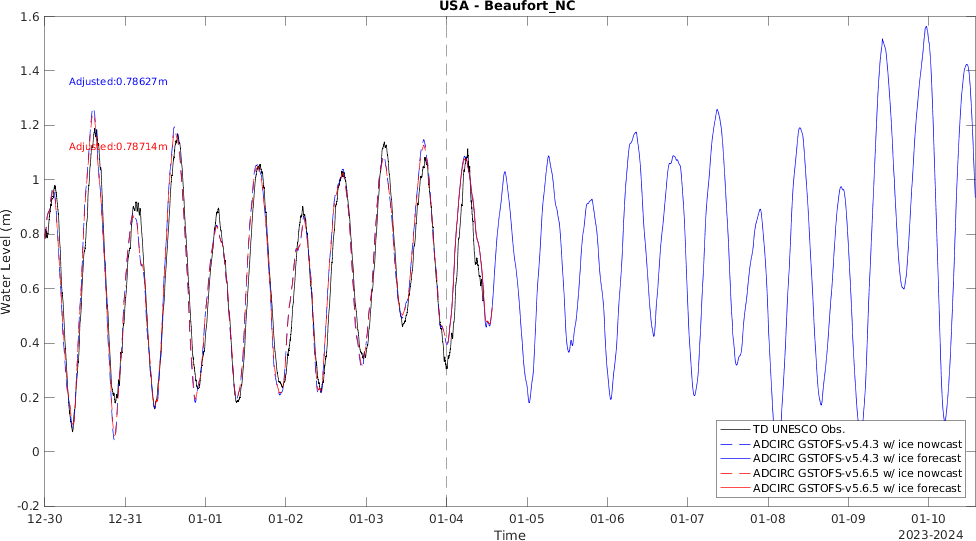 USA - Beaufort_NC
1.6
1.4
1.2
1
0.8
0.6
0.4
0.2
0
-0.2
Water Level (m)
Adjusted:0.78627m
Adjusted:0.78714m
TD UNESCO Obs.
ADCIRC GSTOFS-v5.4.3 w/ ice nowcast
ADCIRC GSTOFS-v5.4.3 w/ ice forecast
ADCIRC GSTOFS-v5.6.5 w/ ice nowcast
ADCIRC GSTOFS-v5.6.5 w/ ice forecast
12-30 12-31 01-01 01-02 01-03 01-04 01-05 01-06 01-07 01-08 01-09 01-10
Time
2023-2024